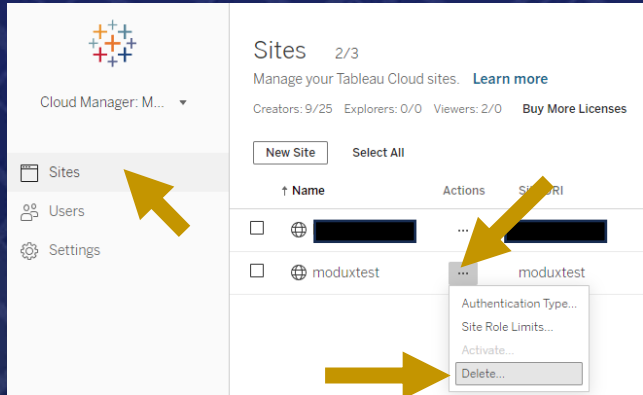 Cloud Manager: M...
Sites
Users
Settings
Sites 2/3
Manage your Tableau Cloud sites. Learn more
Creators: 9/25 Explorers: 0/0 Viewers: 2/0 Buy More Licenses
New Site Select All
↑ Name Actions
moduxtest ... moduxtest
Authentication Type...
Site Role Limits...
Activate...
Delete...